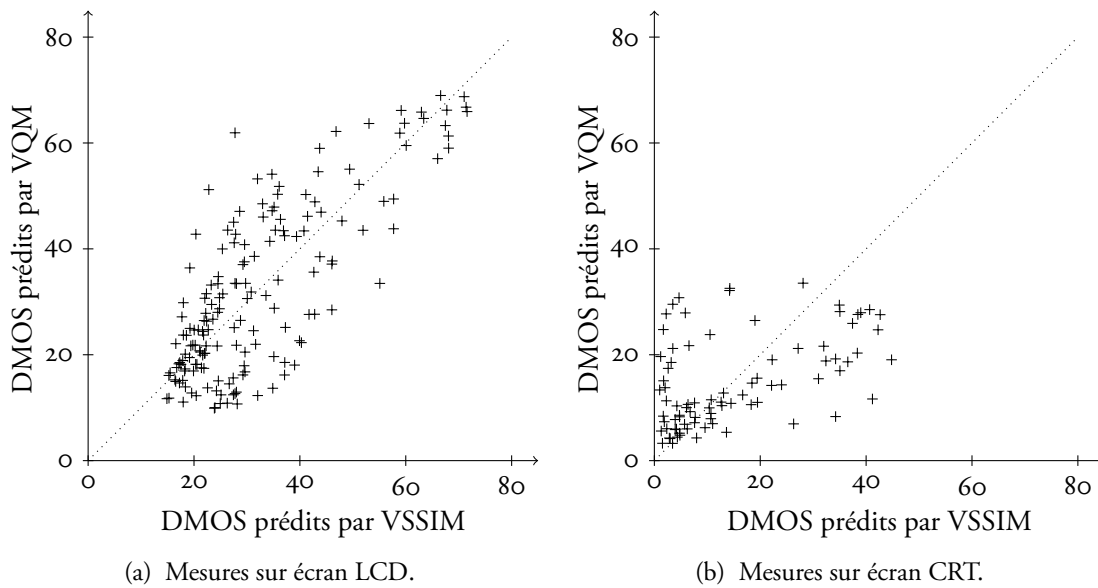 80
60
40
20
0
0 20 40 60 80
DMOS prédits par VQM
DMOS prédits par VSSIM
(a) Mesures sur écran LCD.
80
60
40
20
0
0 20 40 60 80
DMOS prédits par VQM
DMOS prédits par VSSIM
(b) Mesures sur écran CRT.